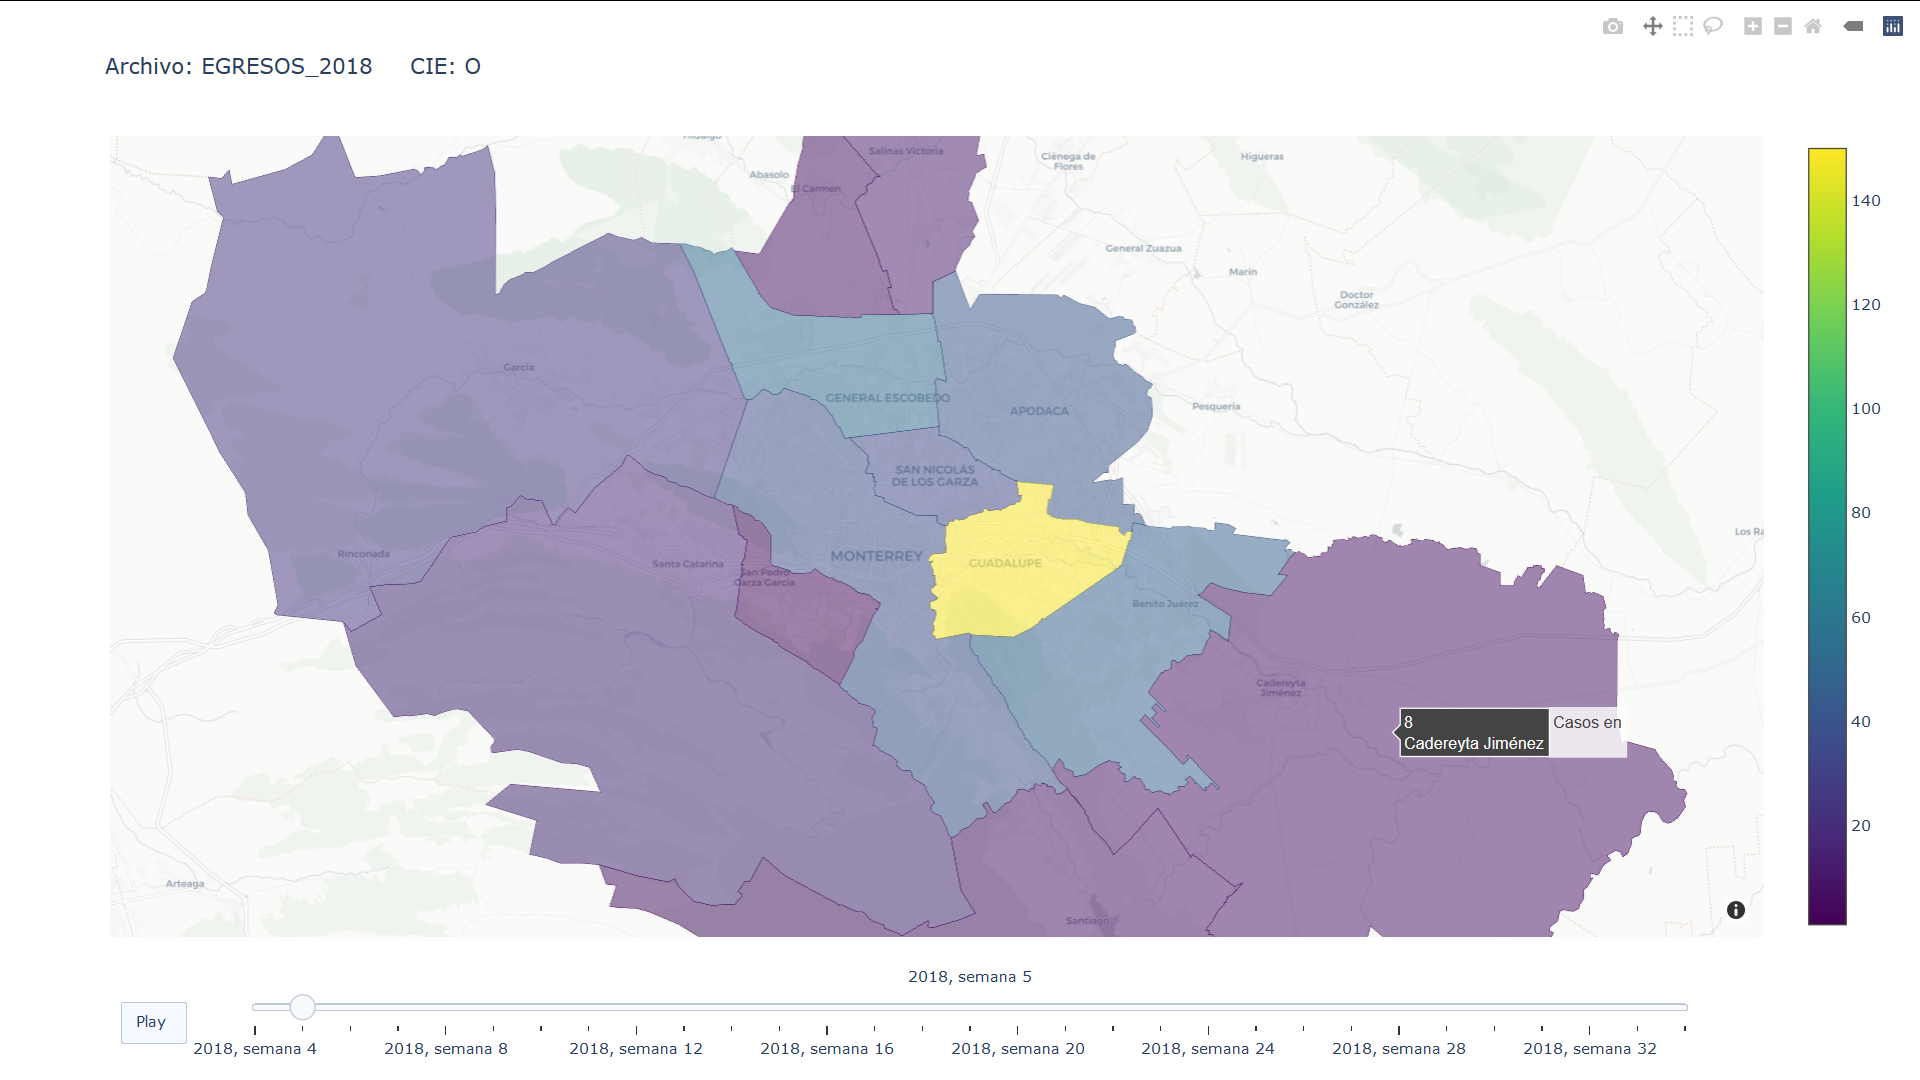 Archivo: EGRESOS_2018 CIE: O
Hidalgo
Salinas Victoria
Ciénega de
Flores
Higueras
Abasolo
El Carmen
General Zuazua
Marín
Doctor
González
García
GENERAL ESCOBEDO
APODACA
Pesquería
SAN NICOLÁS
DE LOS GARZA
Los Ra
Rinconada
Santa Catarina
MONTERREY
GUADALUPE
San Pedro
Garza García
Benito Juárez
Cadereyta
Jiménez
8
Cadereyta Jiménez
Casos en
Arteaga
Santiago
140
120
100
80
60
40
20
2018, semana 5
Play
2018, semana 4
2018, semana 8
2018, semana 12
2018, semana 16
2018, semana 20
2018, semana 24
2018, semana 28
2018, semana 32